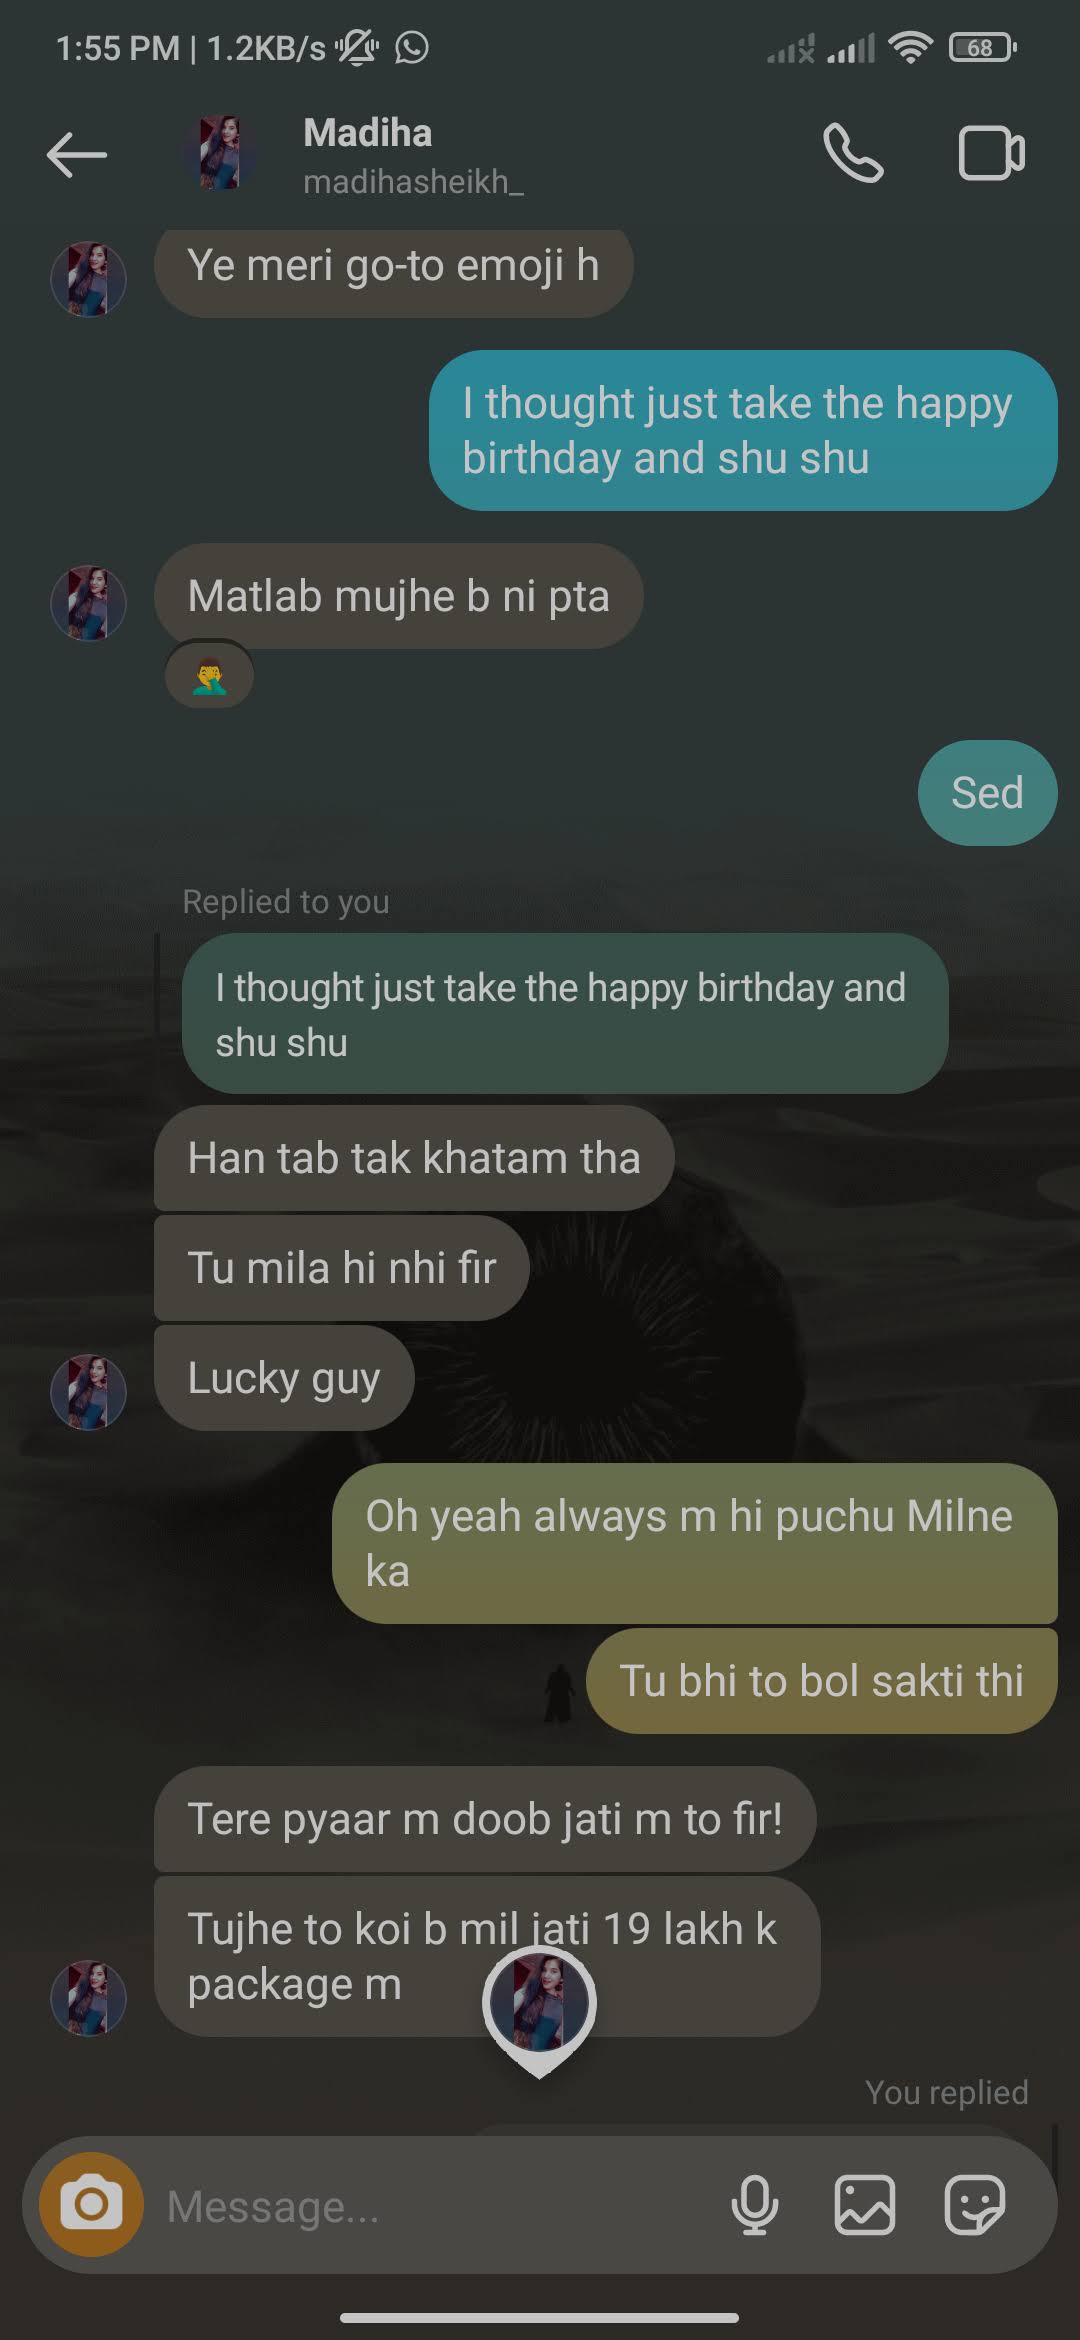 1:55 PM | 1.2KB/s
68
Madiha
madihasheikh_
Ye meri go-to emoji h
I thought just take the happy
birthday and shu shu
Matlab mujhe b ni pta
Sed
Replied to you
I thought just take the happy birthday and
shu shu
Han tab tak khatam tha
Tu mila hi nhi fir
Lucky guy
Oh yeah always m hi puchu Milne
ka
Tu bhi to bol sakti thi
Tere pyaar m doob jati m to fir!
Tujhe to koi b mil jati 19 lakh k
package m
You replied
Message...